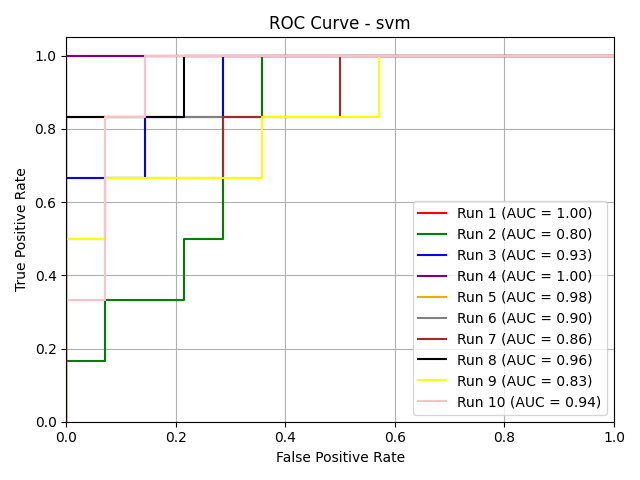 ROC Curve - svm
True Positive Rate
1.0
0.8
0.6
0.4
0.2
0.0
Run 1 (AUC = 1.00)
Run 2 (AUC = 0.80)
Run 3 (AUC = 0.93)
Run 4 (AUC = 1.00)
Run 5 (AUC = 0.98)
Run 6 (AUC = 0.90)
Run 7 (AUC = 0.86)
Run 8 (AUC = 0.96)
Run 9 (AUC = 0.83)
Run 10 (AUC = 0.94)
0.0 0.2 0.4 0.6 0.8 1.0
False Positive Rate